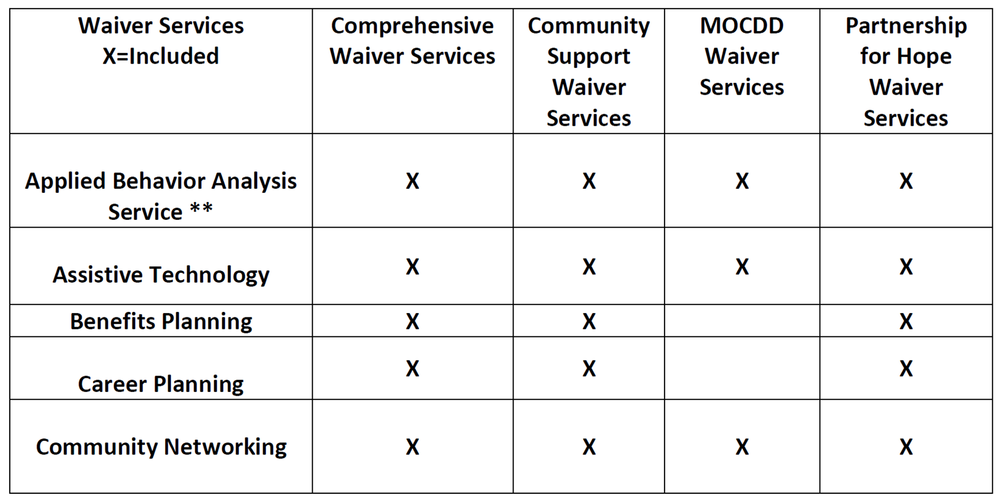 Waiver Services
X=Included
Comprehensive
Waiver Services
Community
Support
Waiver
Services
MOCDD
Waiver
Services
Partnership
for Hope
Waiver
Services
Applied Behavior Analysis
Service **
X
X
X
X
Assistive Technology
X
X
X
X
Benefits Planning
X
X
X
Career Planning
X
X
X
Community Networking
X
X
X
X